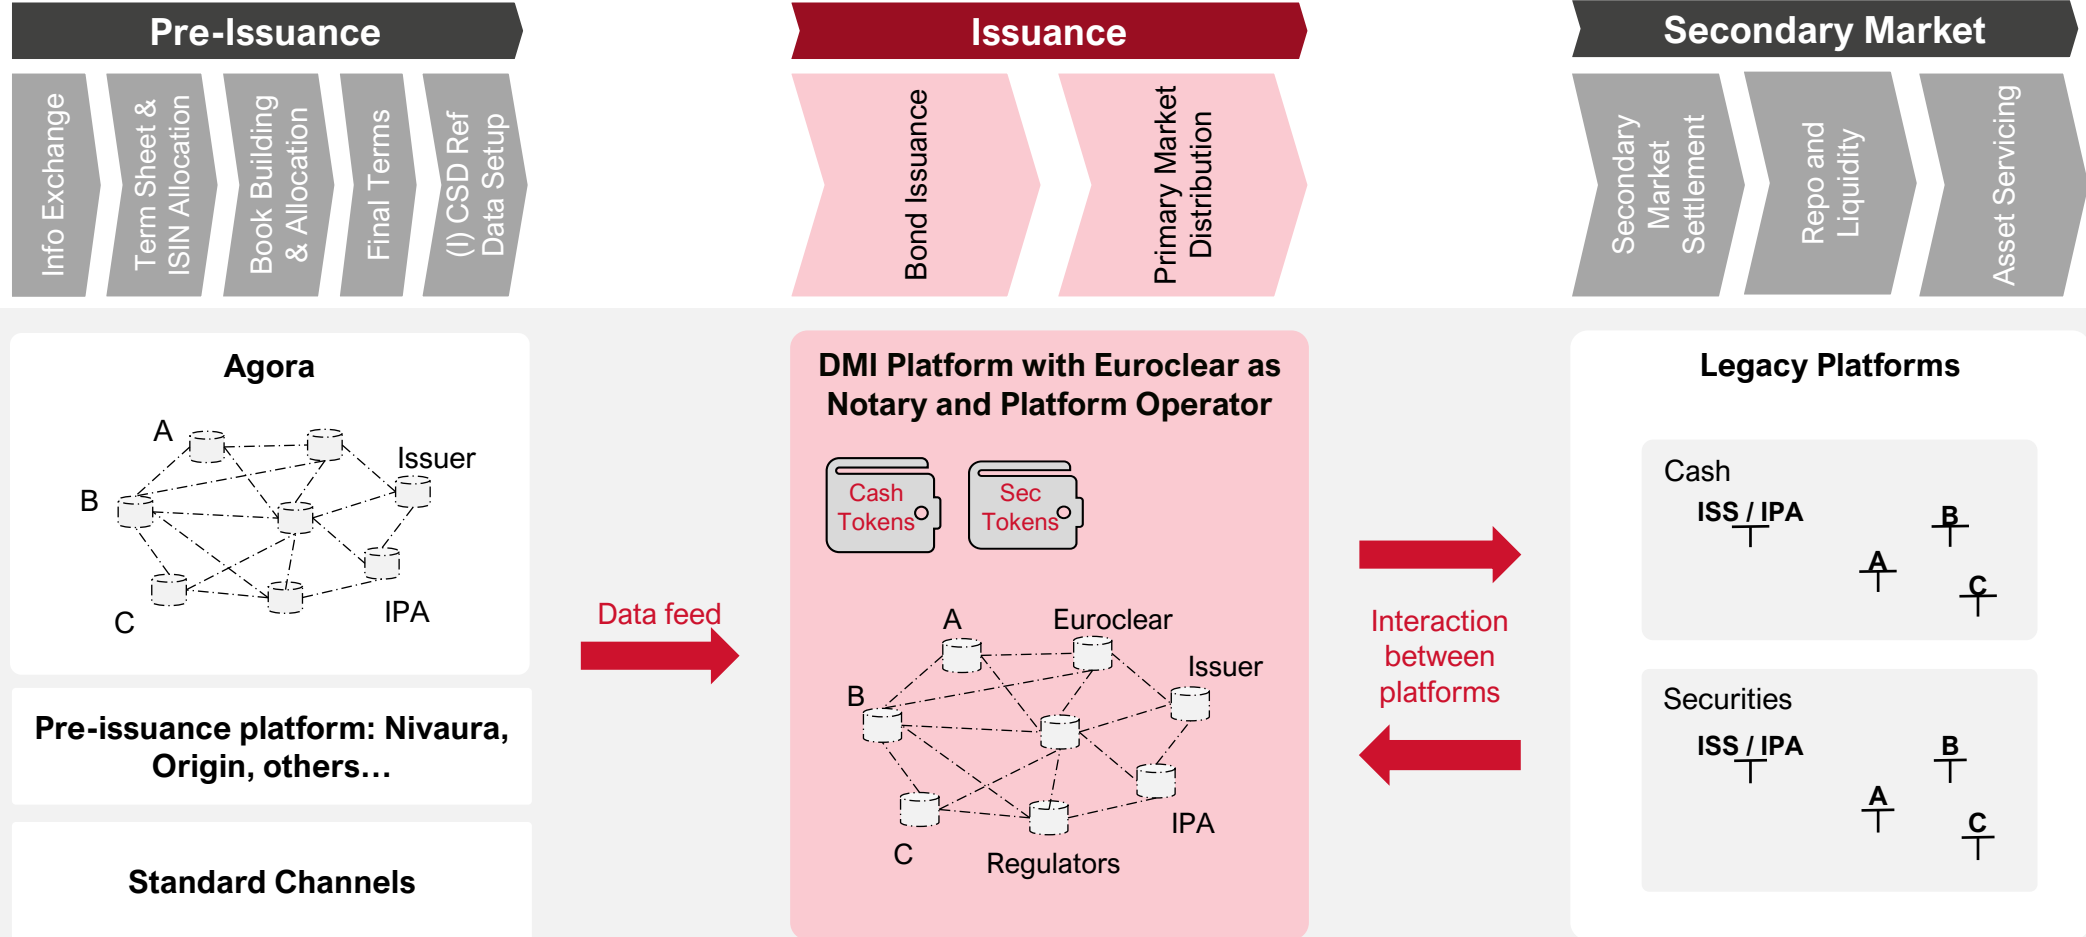 Pre-Issuance
Issuance
Secondary Market
Info Exchange
Term Sheet &
ISIN Allocation
Book Building
& Allocation
Final Terms
(I) CSD Ref
Data Setup
Bond Issuance
Primary Market
Distribution
Secondary
Market
Settlement
Repo and
Liquidity
Asset Servicing
Agora
A
Issuer
B
C
IPA
Pre-issuance platform: Nivaura,
Origin, others…
Standard Channels
Data feed
DMI Platform with Euroclear as
Notary and Platform Operator
Cash
Tokens
Sec
Tokens
A
Euroclear
Issuer
B
C
IPA
Regulators
Interaction
between
platforms
Legacy Platforms
Cash
ISS / IPA
B
A
C
Securities
ISS / IPA
B
A
C